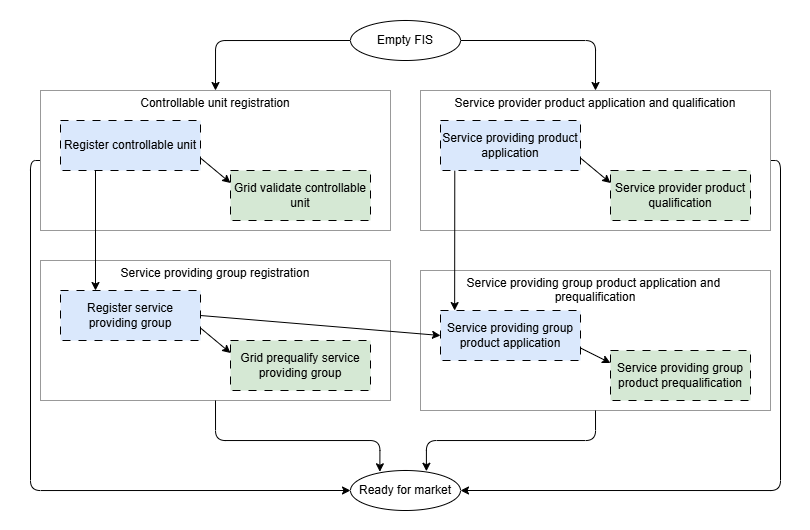 Empty FIS
Controllable unit registration
Register controllable unit
Grid validate controllable
unit
Service provider product application and qualification
Service providing product
application
Service provider product
qualification
Service providing group registration
Register service
providing group
Grid prequalify service
providing group
Service providing group product application and
prequalification
Service providing group
product application
Service providing group
product prequalification
Ready for market